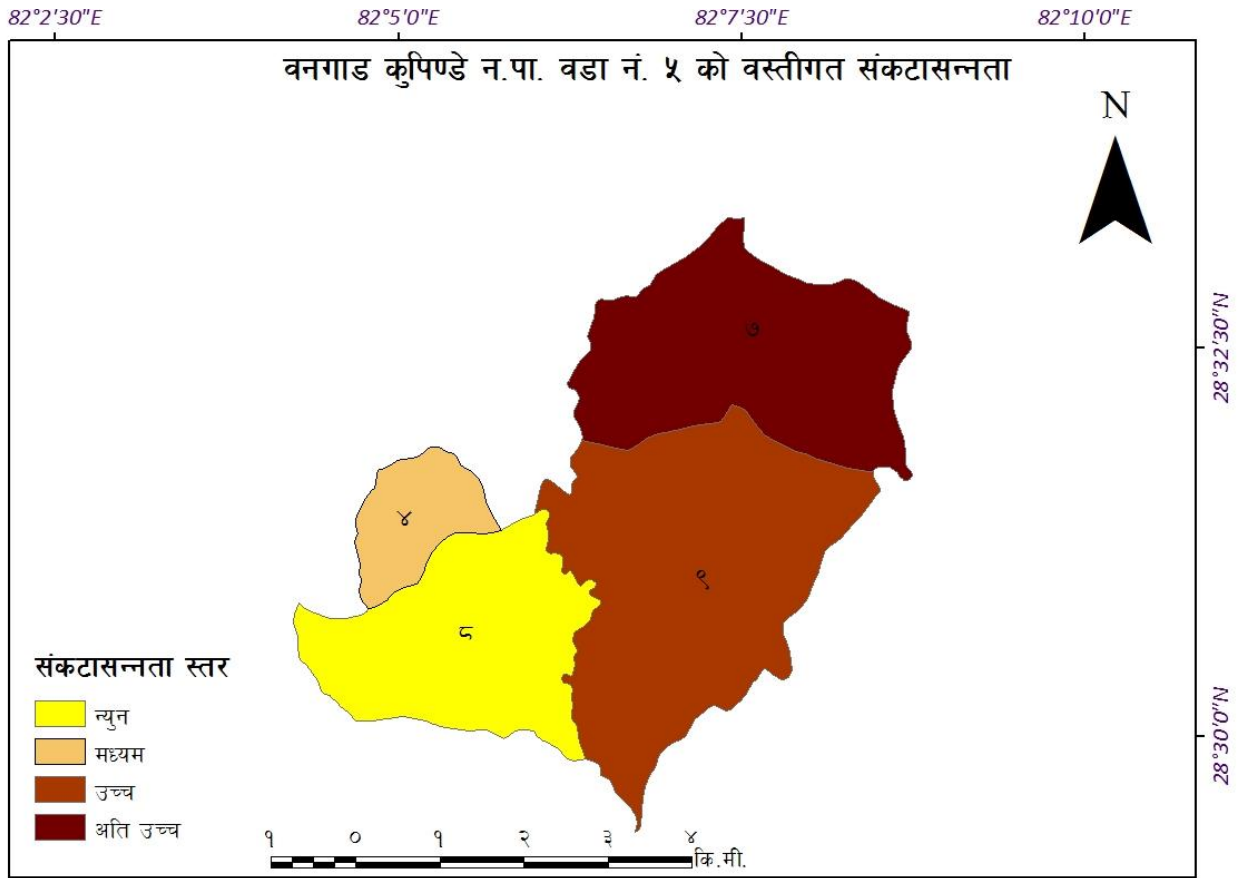 82°2'30"E 82°5'0"E 82°7'30"E 82°10'0"E
वनगाड कुपिण्डे न.पा. वडा नं. ५ को वस्तीगत संकटासन्नता
N
७
28°32'30"N
४
९
८
संकटासन्नता स्तर
न्युन
मध्यम
उच्च
अति उच्च
28°30'0"N
१ ० १ २ ३ ४
कि.मी.